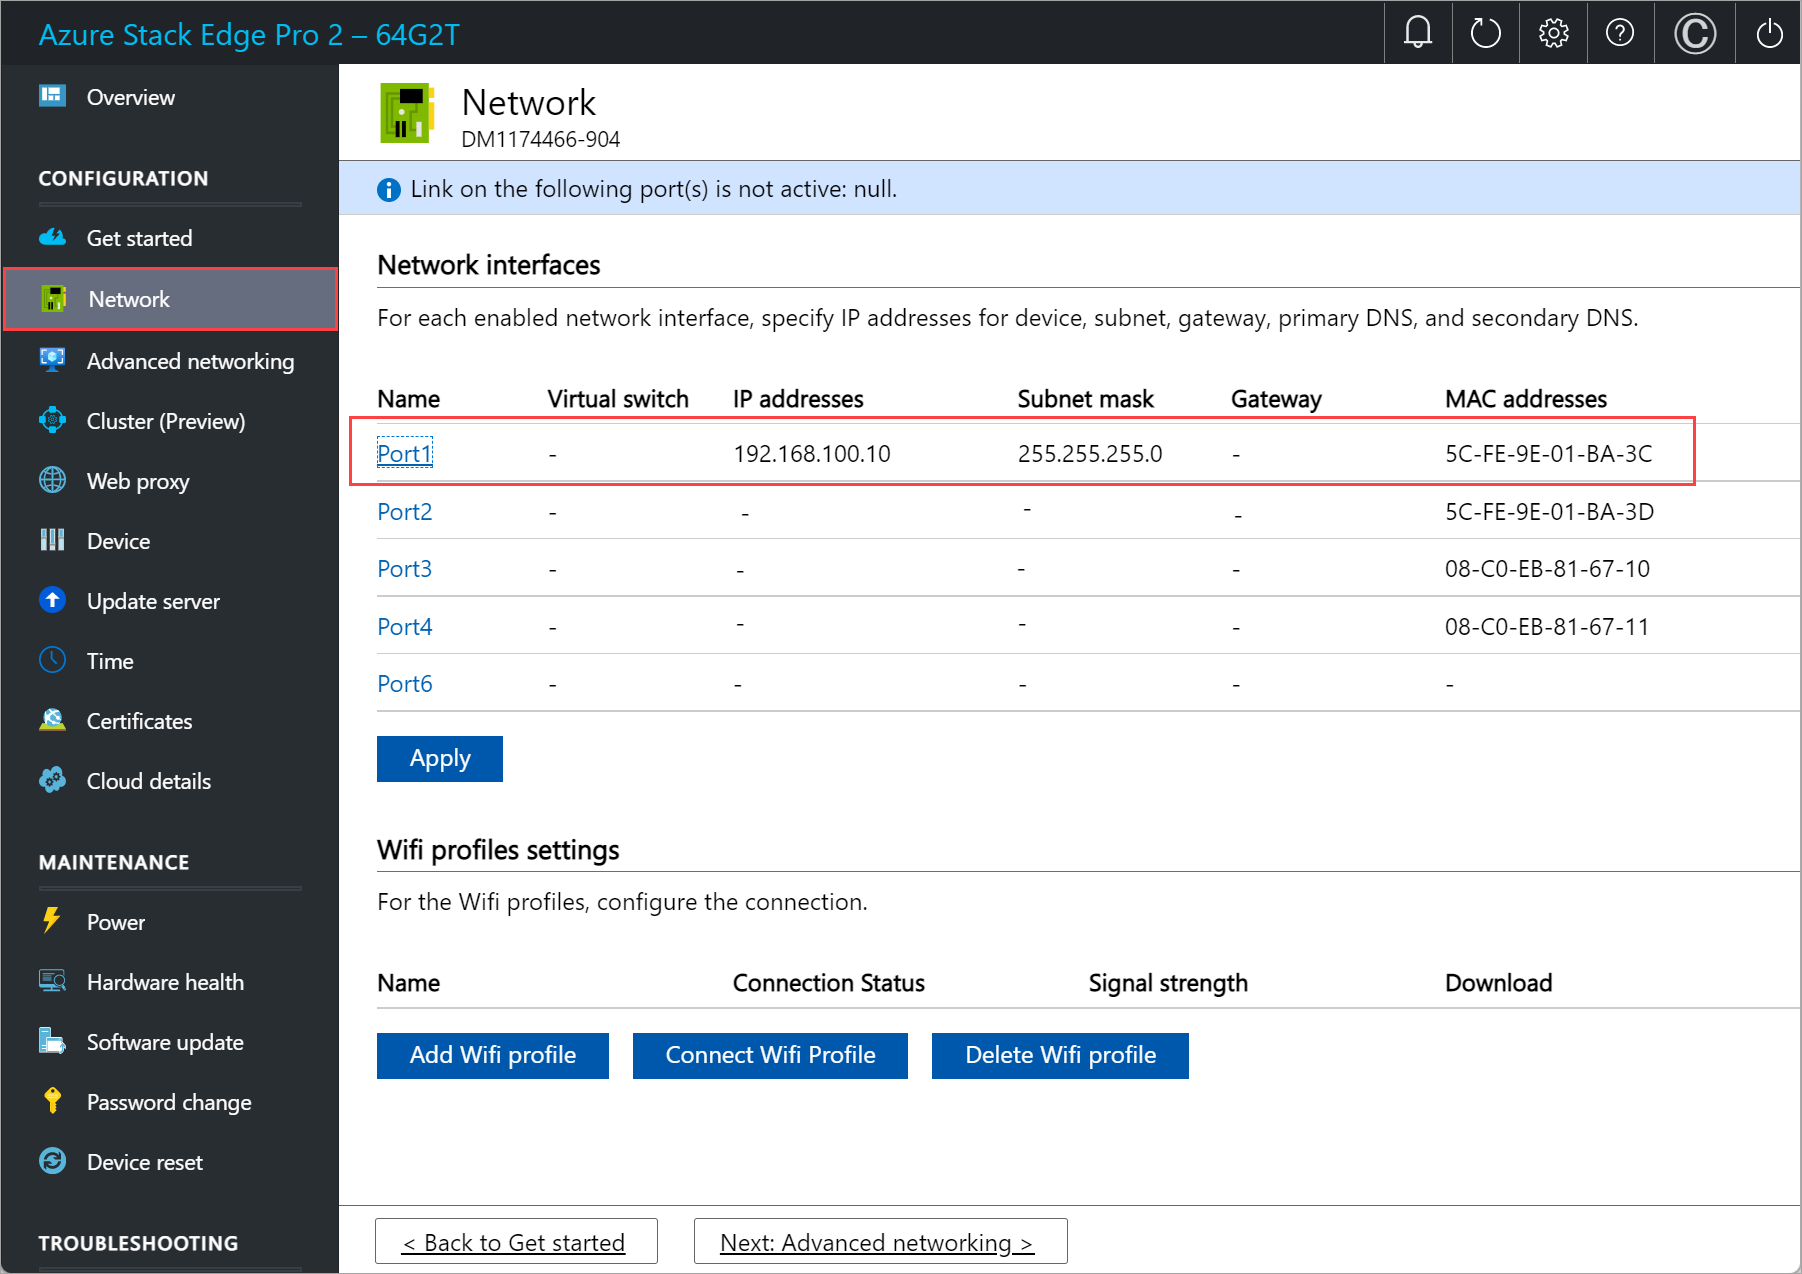 Azure Stack Edge Pro 2 – 64G2T
Overview
CONFIGURATION
Get started
Network
Advanced networking
Cluster (Preview)
Web proxy
Device
Update server
Time
Certificates
Cloud details
MAINTENANCE
Power
Hardware health
Software update
Password change
Device reset
TROUBLESHOOTING
Network
DM1174466-904
Link on the following port(s) is not active: null.
Network interfaces
For each enabled network interface, specify IP addresses for device, subnet, gateway, primary DNS, and secondary DNS.
Name Virtual switch IP addresses Subnet mask Gateway MAC addresses
Port1 - 192.168.100.10 255.255.255.0 - 5C-FE-9E-01-BA-3C
Port2 - - - - 5C-FE-9E-01-BA-3D
Port3 - - - - 08-C0-EB-81-67-10
Port4 - - - - 08-C0-EB-81-67-11
Port6 - - - - -
Apply
Wifi profiles settings
For the Wifi profiles, configure the connection.
Name Connection Status Signal strength Download
Add Wifi profile Connect Wifi Profile Delete Wifi profile
< Back to Get started Next: Advanced networking >